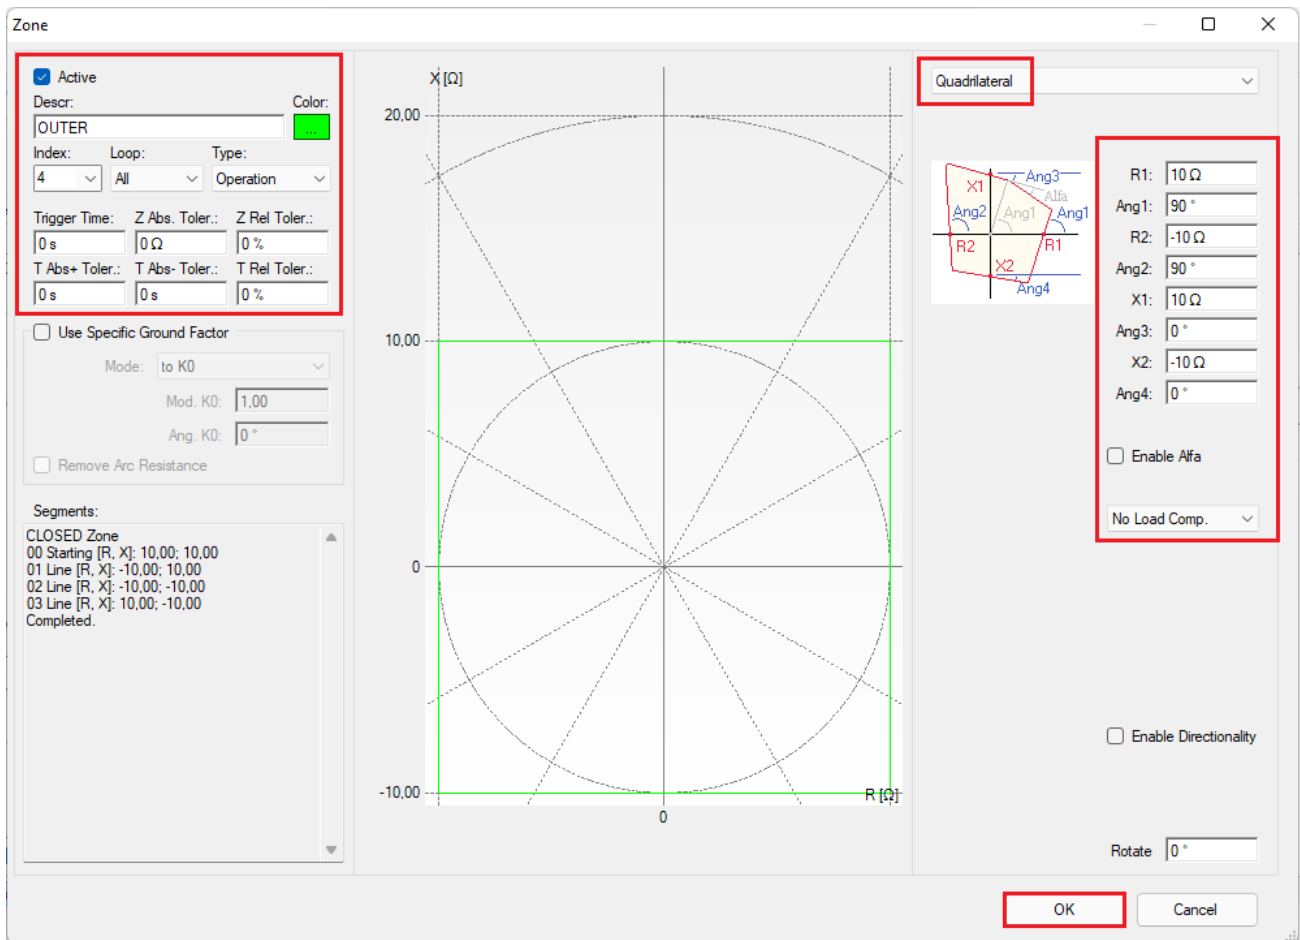 Zone
Active
Descr: Color:
OUTER ...
Index: Loop: Type:
4 All Operation
Trigger Time: Z Abs. Toler.: Z Rel Toler.:
0 s 0 Ω 0 %
T Abs+ Toler.: T Abs- Toler.: T Rel Toler.:
0 s 0 s 0 %
Use Specific Ground Factor
Mode: to K0
Mod. K0: 1,00
Ang. K0: 0 °
Remove Arc Resistance
Segments:
CLOSED Zone
00 Starting [R, X]: 10,00; 10,00
01 Line [R, X]: -10,00; 10,00
02 Line [R, X]: -10,00; -10,00
03 Line [R, X]: 10,00; -10,00
Completed.
X [Ω]
20,00
10,00
0
-10,00
R [Ω]
0
Quadrilateral
X1 Ang3
Alfa
Ang2 Ang1 Ang1
R2 R1
X2
Ang4
R1: 10 Ω
Ang1: 90 °
R2: -10 Ω
Ang2: 90 °
X1: 10 Ω
Ang3: 0 °
X2: -10 Ω
Ang4: 0 °
Enable Alfa
No Load Comp.
Enable Directionality
Rotate 0 °
OK Cancel